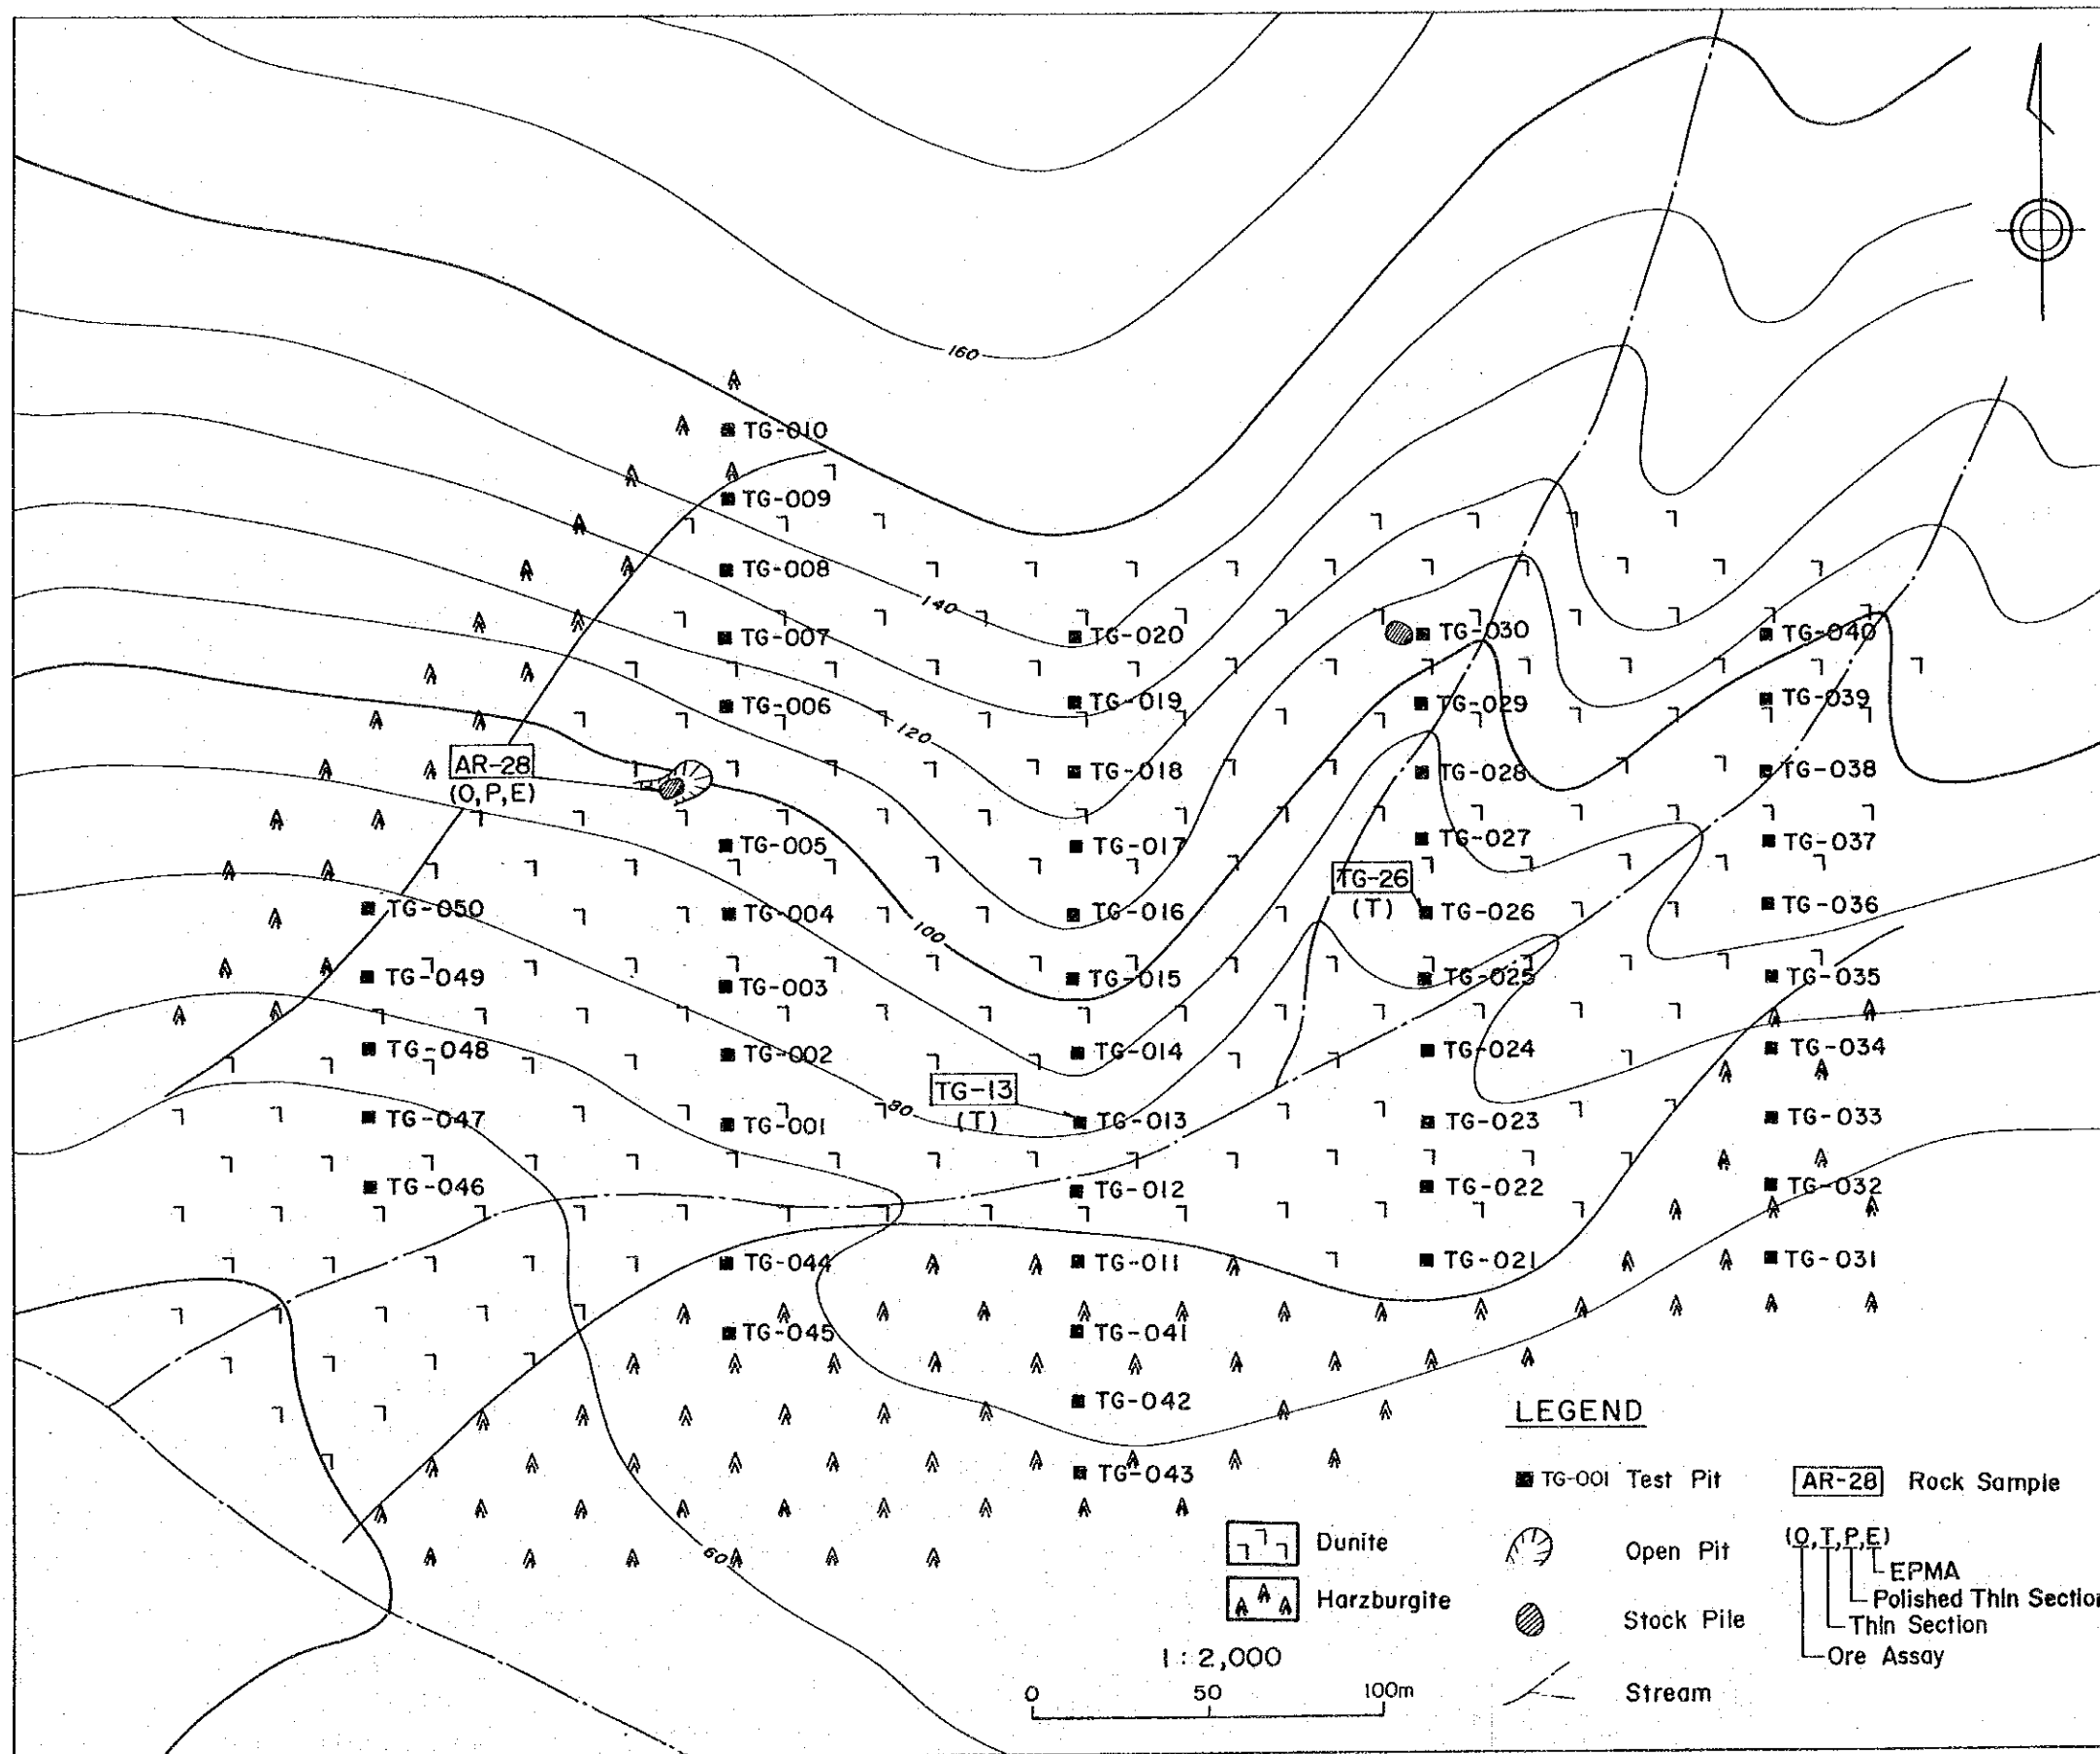 160
TG-010
TG-009
TG-008
140
TG-007
TG-020
TG-030
TG-040
TG-006
TG-019
TG-029
TG-039
120
AR-28
(O,P,E)
TG-018
TG-028
TG-038
TG-005
TG-017
TG-027
TG-037
TG-26
(T)
TG-050
TG-004
TG-016
TG-026
TG-036
100
TG-049
TG-003
TG-015
TG-025
TG-035
TG-048
TG-002
TG-014
TG-024
TG-034
TG-13
(T)
80
TG-047
TG-001
TG-013
TG-023
TG-033
TG-046
TG-012
TG-022
TG-032
TG-044
TG-011
TG-021
TG-031
TG-045
TG-041
TG-042
TG-043
60
LEGEND
TG-001 Test Pit
AR-28 Rock Sample
Dunite
Open Pit
(O,T,P,E)
EPMA
Polished Thin Section
Thin Section
Ore Assay
Harzburgite
Stock Pile
1:2,000
0 50 100m
Stream